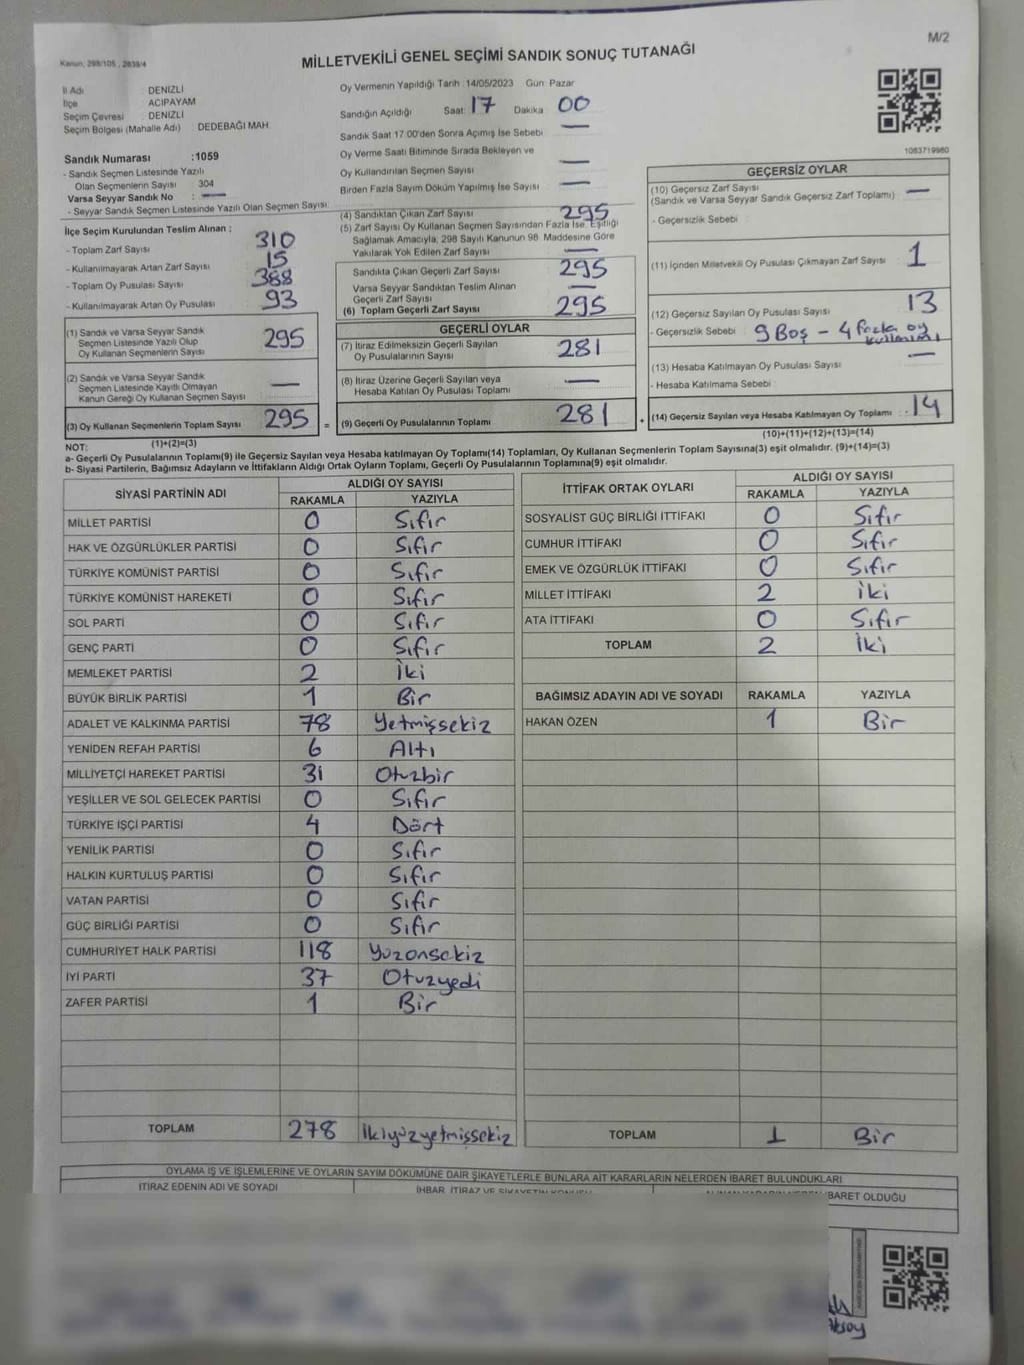 M/2
Kanun, 298/105 , 2839/4
MİLLETVEKİLİ GENEL SEÇİMİ SANDIK SONUÇ TUTANAĞI
İl Adı DENİZLİ
İlçe ACIPAYAM
Seçim Çevresi DENİZLİ
Seçim Bölgesi (Mahalle Adı) DEDEBAĞI MAH.
Sandık Numarası :1059
- Sandık Seçmen Listesinde Yazılı
Olan Seçmenlerin Sayısı 304
Varsa Seyyar Sandık No : —
- Seyyar Sandık Seçmen Listesinde Yazılı Olan Seçmen Sayısı:
Oy Vermenin Yapıldığı Tarih :14/05/2023 Gün: Pazar
Sandığın Açıldığı Saat: 17 Dakika 00
Sandık Saat 17:00'den Sonra Açımış İse Sebebi —
Oy Verme Saati Bitiminde Sırada Bekleyen ve
Oy Kullandırılan Seçmen Sayısı —
Birden Fazla Sayım Döküm Yapılmış İse Sayısı —
1083719980
İlçe Seçim Kurulundan Teslim Alınan ;
- Toplam Zarf Sayısı 310
- Kullanılmayarak Artan Zarf Sayısı 15
- Toplam Oy Pusulası Sayısı 388
- Kullanılmayarak Artan Oy Pusulası 93
(1) Sandık ve Varsa Seyyar Sandık
Seçmen Listesinde Yazılı Olup
Oy Kullanan Seçmenlerin Sayısı 295
(2) Sandık ve Varsa Seyyar Sandık
Seçmen Listesinde Kayıtlı Olmayan
Kanun Gereği Oy Kullanan Seçmen Sayısı —
(3) Oy Kullanan Seçmenlerin Toplam Sayısı 295 =
(1)+(2)=(3)
(4) Sandıktan Çıkan Zarf Sayısı 295
(5) Zarf Sayısı Oy Kullanan Seçmen Sayısından Fazla İse, Eşitliği
Sağlamak Amacıyla, 298 Sayılı Kanunun 98. Maddesine Göre
Yakılarak Yok Edilen Zarf Sayısı —
Sandıkta Çıkan Geçerli Zarf Sayısı 295
Varsa Seyyar Sandıktan Teslim Alınan
Geçerli Zarf Sayısı —
(6) Toplam Geçerli Zarf Sayısı 295
GEÇERLİ OYLAR
(7) İtiraz Edilmeksizin Geçerli Sayılan
Oy Pusulalarının Sayısı 281
(8) İtiraz Üzerine Geçerli Sayılan veya
Hesaba Katılan Oy Pusulası Toplamı —
(9) Geçerli Oy Pusulalarının Toplamı 281 +
GEÇERSİZ OYLAR
(10) Geçersiz Zarf Sayısı
(Sandık ve Varsa Seyyar Sandık Geçersiz Zarf Toplamı) —
- Geçersizlik Sebebi
(11) İçinden Milletvekili Oy Pusulası Çıkmayan Zarf Sayısı 1
(12) Geçersiz Sayılan Oy Pusulası Sayısı 13
- Geçersizlik Sebebi 9 Boş – 4 fazla oy
(13) Hesaba Katılmayan Oy Pusulası Sayısı —
- Hesaba Katılmama Sebebi
(14) Geçersiz Sayılan veya Hesaba Katılmayan Oy Toplamı : 14
(10)+(11)+(12)+(13)=(14)
NOT:
a- Geçerli Oy Pusulalarının Toplamı(9) ile Geçersiz Sayılan veya Hesaba katılmayan Oy Toplamı(14) Toplamları, Oy Kullanan Seçmenlerin Toplam Sayısına(3) eşit olmalıdır. (9)+(14)=(3)
b- Siyasi Partilerin, Bağımsız Adayların ve İttifakların Aldığı Ortak Oyların Toplamı, Geçerli Oy Pusulalarının Toplamına(9) eşit olmalıdır.
SİYASİ PARTİNİN ADI ALDIĞI OY SAYISI
RAKAMLA YAZIYLA
MİLLET PARTİSİ 0 Sıfır
HAK VE ÖZGÜRLÜKLER PARTİSİ 0 Sıfır
TÜRKİYE KOMÜNİST PARTİSİ 0 Sıfır
TÜRKİYE KOMÜNİST HAREKETİ 0 Sıfır
SOL PARTİ 0 Sıfır
GENÇ PARTİ 0 Sıfır
MEMLEKET PARTİSİ 2 İki
BÜYÜK BİRLİK PARTİSİ 1 Bir
ADALET VE KALKINMA PARTİSİ 78 Yetmişsekiz
YENİDEN REFAH PARTİSİ 6 Altı
MİLLİYETÇİ HAREKET PARTİSİ 31 Otuzbir
YEŞİLLER VE SOL GELECEK PARTİSİ 0 Sıfır
TÜRKİYE İŞÇİ PARTİSİ 4 Dört
YENİLİK PARTİSİ 0 Sıfır
HALKIN KURTULUŞ PARTİSİ 0 Sıfır
VATAN PARTİSİ 0 Sıfır
GÜÇ BİRLİĞİ PARTİSİ 0 Sıfır
CUMHURİYET HALK PARTİSİ 118 Yüzonsekiz
İYİ PARTİ 37 Otuzyedi
ZAFER PARTİSİ 1 Bir
TOPLAM 278 İkiyüzyetmişsekiz
İTTİFAK ORTAK OYLARI ALDIĞI OY SAYISI
RAKAMLA YAZIYLA
SOSYALİST GÜÇ BİRLİĞİ İTTİFAKI 0 Sıfır
CUMHUR İTTİFAKI 0 Sıfır
EMEK VE ÖZGÜRLÜK İTTİFAKI 0 Sıfır
MİLLET İTTİFAKI 2 İki
ATA İTTİFAKI 0 Sıfır
TOPLAM 2 İki
BAĞIMSIZ ADAYIN ADI VE SOYADI RAKAMLA YAZIYLA
HAKAN ÖZEN 1 Bir
TOPLAM 1 Bir
OYLAMA İŞ VE İŞLEMLERİNE VE OYLARIN SAYIM DÖKÜMÜNE DAİR ŞİKAYETLERLE BUNLARA AİT KARARLARIN NELERDEN İBARET BULUNDUKLARI
İTİRAZ EDENİN ADI VE SOYADI
İHBAR, İTİRAZ VE ŞİKAYETİN KONUSU
BARET OLDUĞU